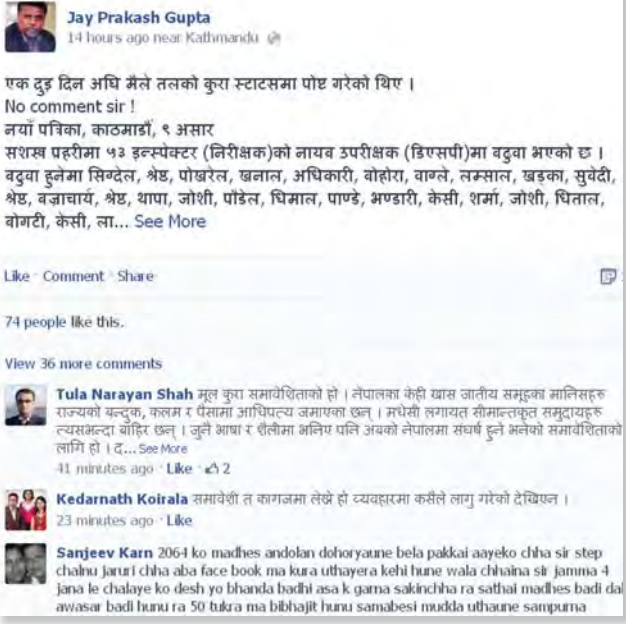 Jay Prakash Gupta
14 hours ago near Kathmandu
एक दुइ दिन अघि मैले तलको कुरा स्टाटसमा पोष्ट गरेको थिए ।
No comment sir !
नयाँ पत्रिका, काठमाडौं, ९ असार
सशस्त्र प्रहरीमा ५३ इन्स्पेक्टर (निरीक्षक)को नायव उपरीक्षक (डिएसपी)मा वढुवा भएको छ ।
वढुवा हुनेमा सिग्देल, श्रेष्ठ, पोखरेल, खनाल, अधिकारी, वोहोरा, वाग्ले, लम्साल, खड्का, सुवेदी,
श्रेष्ठ, वज्राचार्य, श्रेष्ठ, थापा, जोशी, पौडेल, घिमाल, पाण्डे, भण्डारी, केसी, शर्मा, जोशी, धिताल,
वोगटी, केसी, ला... See More
Like · Comment · Share
74 people like this.
View 36 more comments
Tula Narayan Shah मूल कुरा समावेशिताको हो । नेपालका केही खास जातीय समूहका मानिसहरु
राज्यको बन्दुक, कलम र पैसामा आधिपत्य जमाएका छन् । मधेसी लगायत सीमान्तकृत समुदायहरु
त्यसभन्दा बाहिर छन् । जुनै भाषा र शैलीमा भनिए पनि अबको नेपालमा संघर्ष हुने भनेको समावेशिताको
लागि हो । द... See More
41 minutes ago · Like · 2
Kedarnath Koirala समावेशी त कागजमा लेख्ने हो व्यवहारमा कसैले लागु गरेको देखिएन ।
23 minutes ago · Like
Sanjeev Karn 2064 ko madhes andolan dohoryaune bela pakkai aayeko chha sir step
chalnu jaruri chha aba face book ma kura uthayera kehi hune wala chhaina sir jamma 4
jana le chalaye ko desh yo bhanda badhi asa k garna sakinchha ra sathai madhes badi dal
awasar badi hunu ra 50 tukra ma bibhajit hunu samabesi mudda uthaune sampurna